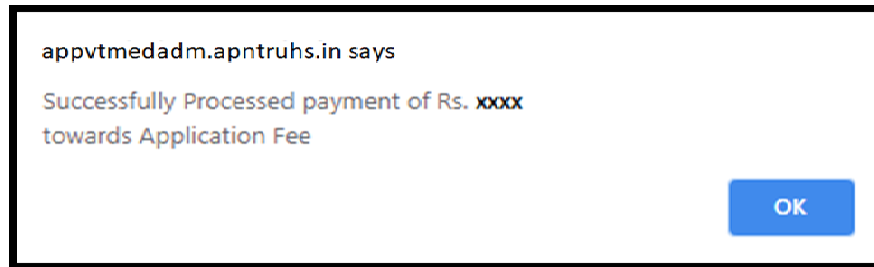 appvtmedadm.apntruhs.in says
Successfully Processed payment of Rs. xxxx
towards Application Fee
OK